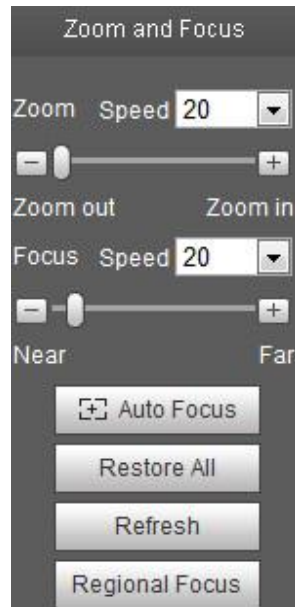 Zoom and Focus
Zoom Speed 20
Zoom out Zoom in
Focus Speed 20
Near Far
Auto Focus
Restore All
Refresh
Regional Focus